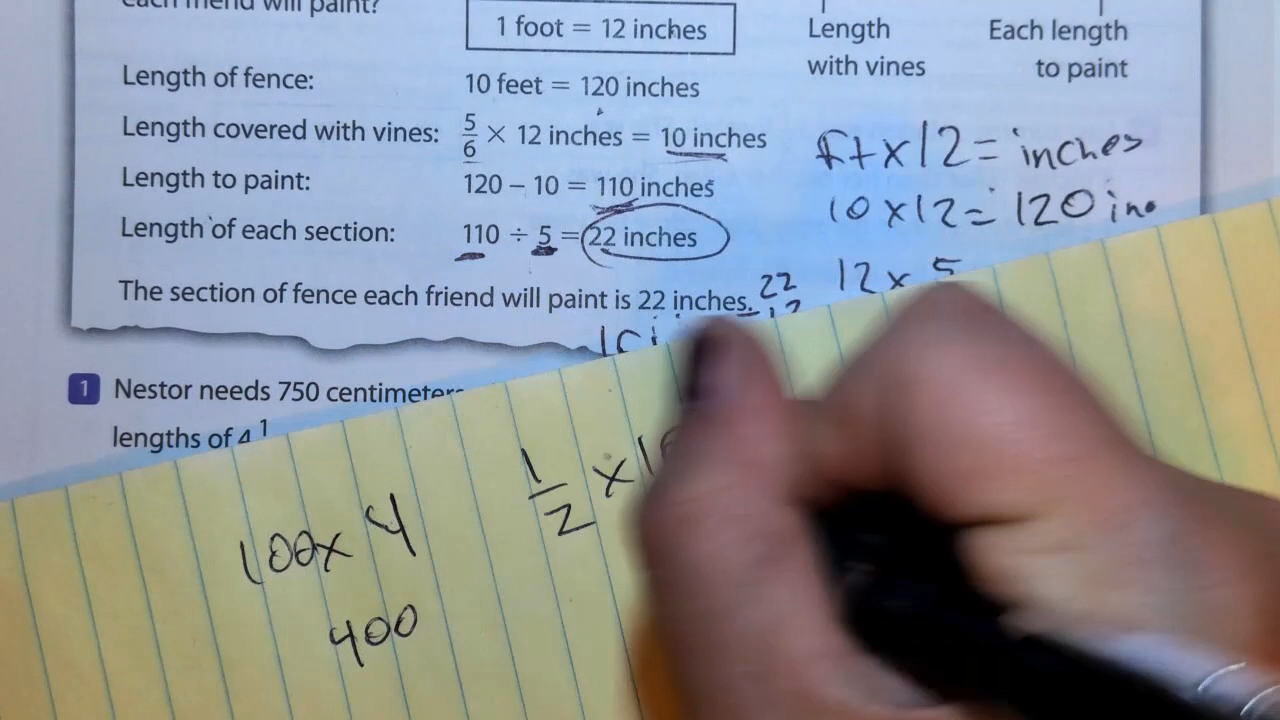 each friend will paint?
1 foot = 12 inches
Length
with vines
Each length
to paint
Length of fence: 10 feet = 120 inches
Length covered with vines: 5/6 × 12 inches = 10 inches
Length to paint: 120 − 10 = 110 inches
Length of each section: 110 ÷ 5 = 22 inches
The section of fence each friend will paint is 22 inches.
ft x 12 = inches
10 x 12 = 120 in.
22
12 x 5
1 Nestor needs 750
lengths of 4
100 x 4
400
1/2 x